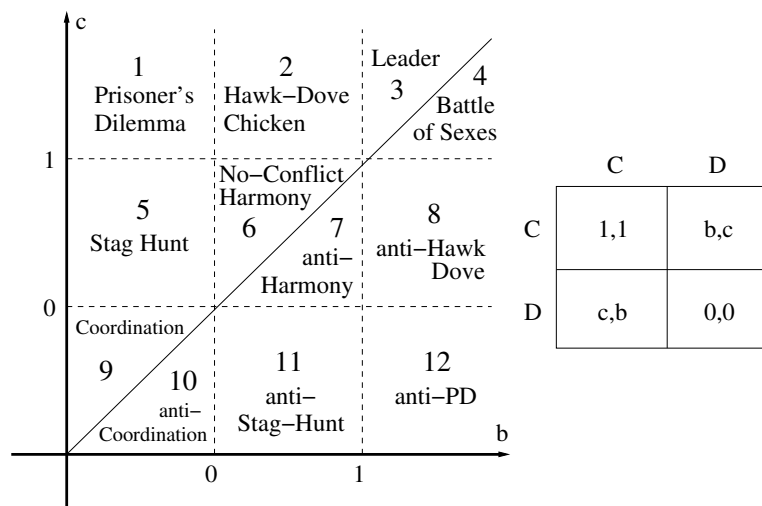 c
1
Prisoner's
Dilemma
2
Hawk–Dove
Chicken
Leader
3
4
Battle
of Sexes
1
5
Stag Hunt
No–Conflict
Harmony
6
7
anti–
Harmony
8
anti–Hawk
Dove
0
Coordination
9
10
anti–
Coordination
11
anti–
Stag–Hunt
12
anti–PD
b
0
1
C
D
C
1,1
b,c
D
c,b
0,0